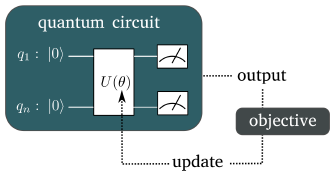 quantum circuit
q₁ : |0⟩
U(θ)
qₙ : |0⟩
output
objective
update